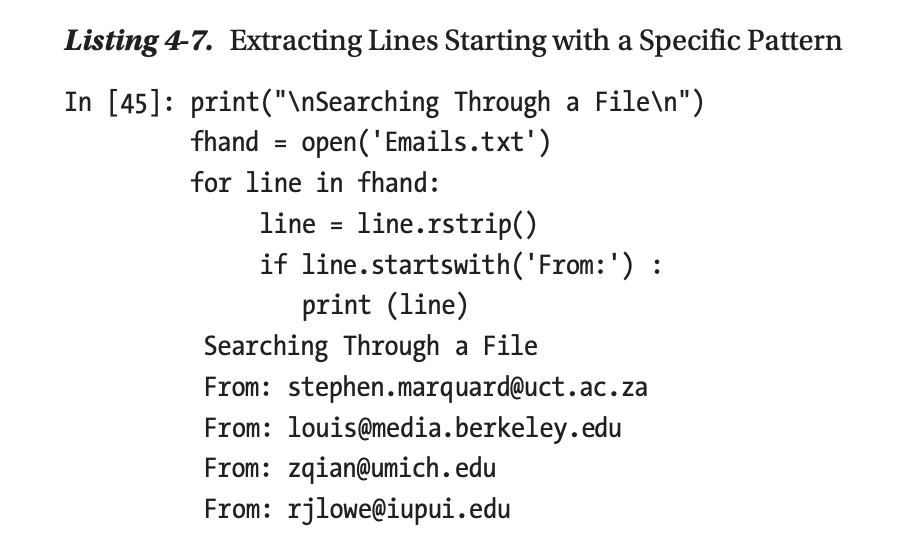 Listing 4-7. Extracting Lines Starting with a Specific Pattern
In [45]: print("\nSearching Through a File\n")
fhand = open('Emails.txt')
for line in fhand:
line = line.rstrip()
if line.startswith('From:') :
print (line)
Searching Through a File
From: stephen.marquard@uct.ac.za
From: louis@media.berkeley.edu
From: zqian@umich.edu
From: rjlowe@iupui.edu